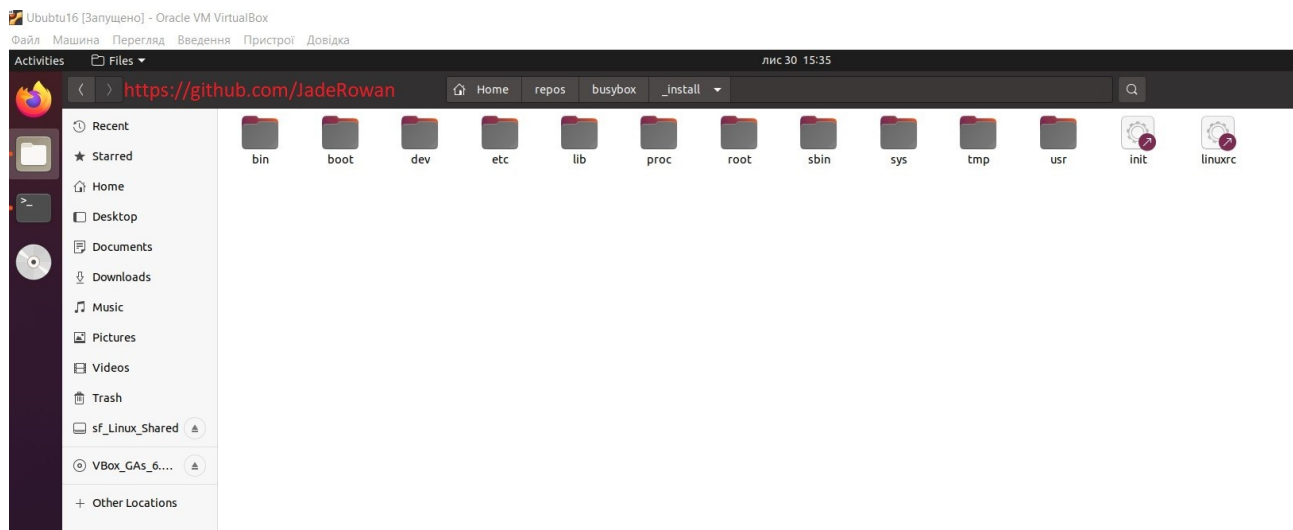 Ububtu16 [Запущено] - Oracle VM VirtualBox
Файл Машина Перегляд Введення Пристрої Довідка
Activities Files лис 30 15:35
https://github.com/JadeRowan Home repos busybox _install
Recent
Starred
Home
Desktop
Documents
Downloads
Music
Pictures
Videos
Trash
sf_Linux_Shared
VBox_GAs_6....
+ Other Locations
bin boot dev etc lib proc root sbin sys tmp usr init linuxrc